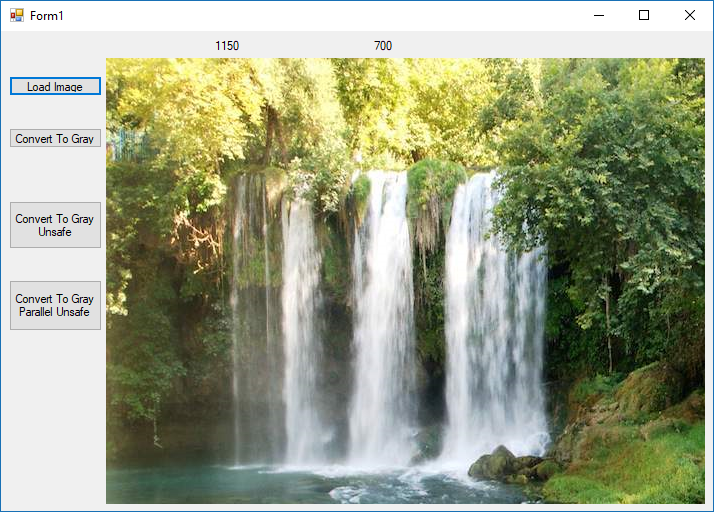 Form1
1150 700
Load Image
Convert To Gray
Convert To Gray
Unsafe
Convert To Gray
Parallel Unsafe